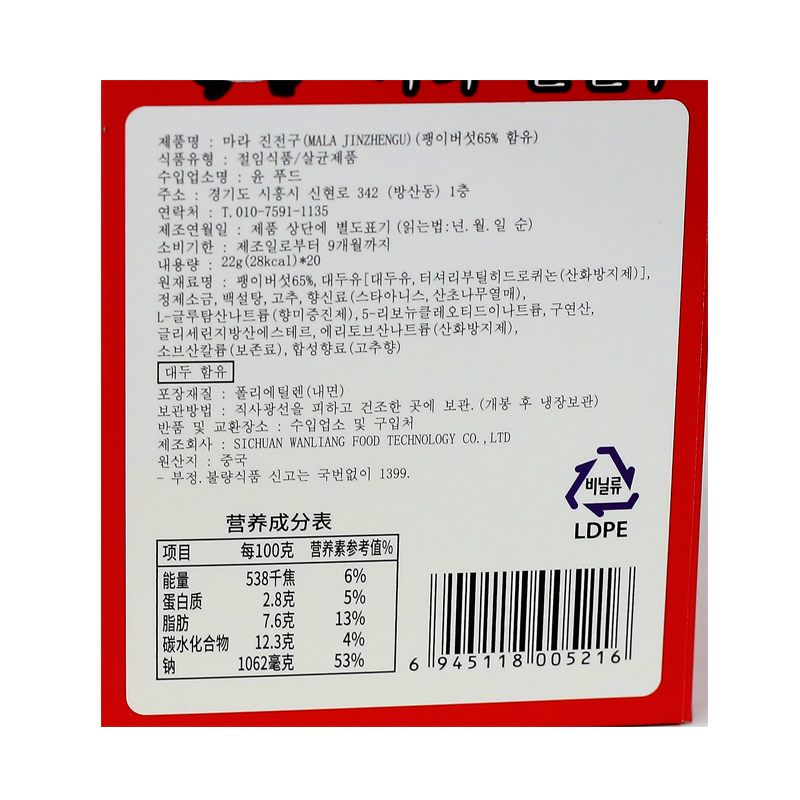 제품명 : 마라 진전구(MALA JINZHENGU)(팽이버섯65% 함유)
식품유형 : 절임식품/살균제품
수입업소명 : 윤 푸드
주소 : 경기도 시흥시 신현로 342 (방산동) 1층
연락처 : T.010-7591-1135
제조연월일 : 제품 상단에 별도표기(읽는법:년.월.일 순)
소비기한 : 제조일로부터 9개월까지
내용량 : 22g(28kcal)*20
원재료명 : 팽이버섯65%,대두유[대두유,터셔리부틸히드로퀴논(산화방지제)],
정제소금,백설탕,고추,향신료(스타아니스,산초나무열매),
L-글루탐산나트륨(향미증진제),5-리보뉴클레오티드이나트륨,구연산,
글리세린지방산에스테르,에리토브산나트륨(산화방지제),
소브산칼륨(보존료),합성향료(고추향)
대두 함유
포장재질 : 폴리에틸렌(내면)
보관방법 : 직사광선을 피하고 건조한 곳에 보관.(개봉 후 냉장보관)
반품 및 교환장소 : 수입업소 및 구입처
제조회사 : SICHUAN WANLIANG FOOD TECHNOLOGY CO.,LTD
원산지 : 중국
- 부정.불량식품 신고는 국번없이 1399.
비닐류
LDPE
营养成分表
项目 每100克 营养素参考值%
能量 538千焦 6%
蛋白质 2.8克 5%
脂肪 7.6克 13%
碳水化合物 12.3克 4%
钠 1062毫克 53%
6 945118 005216